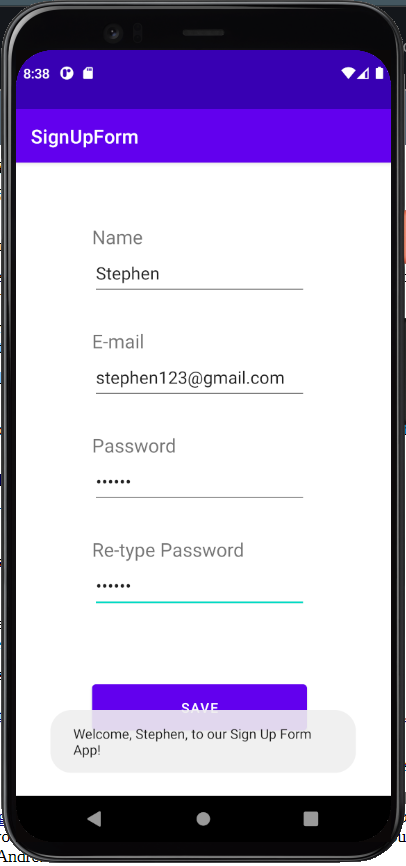 8:38
SignUpForm
Name
Stephen
E-mail
stephen123@gmail.com
Password
••••••
Re-type Password
••••••
SAVE
Welcome, Stephen, to our Sign Up Form
App!
Andr